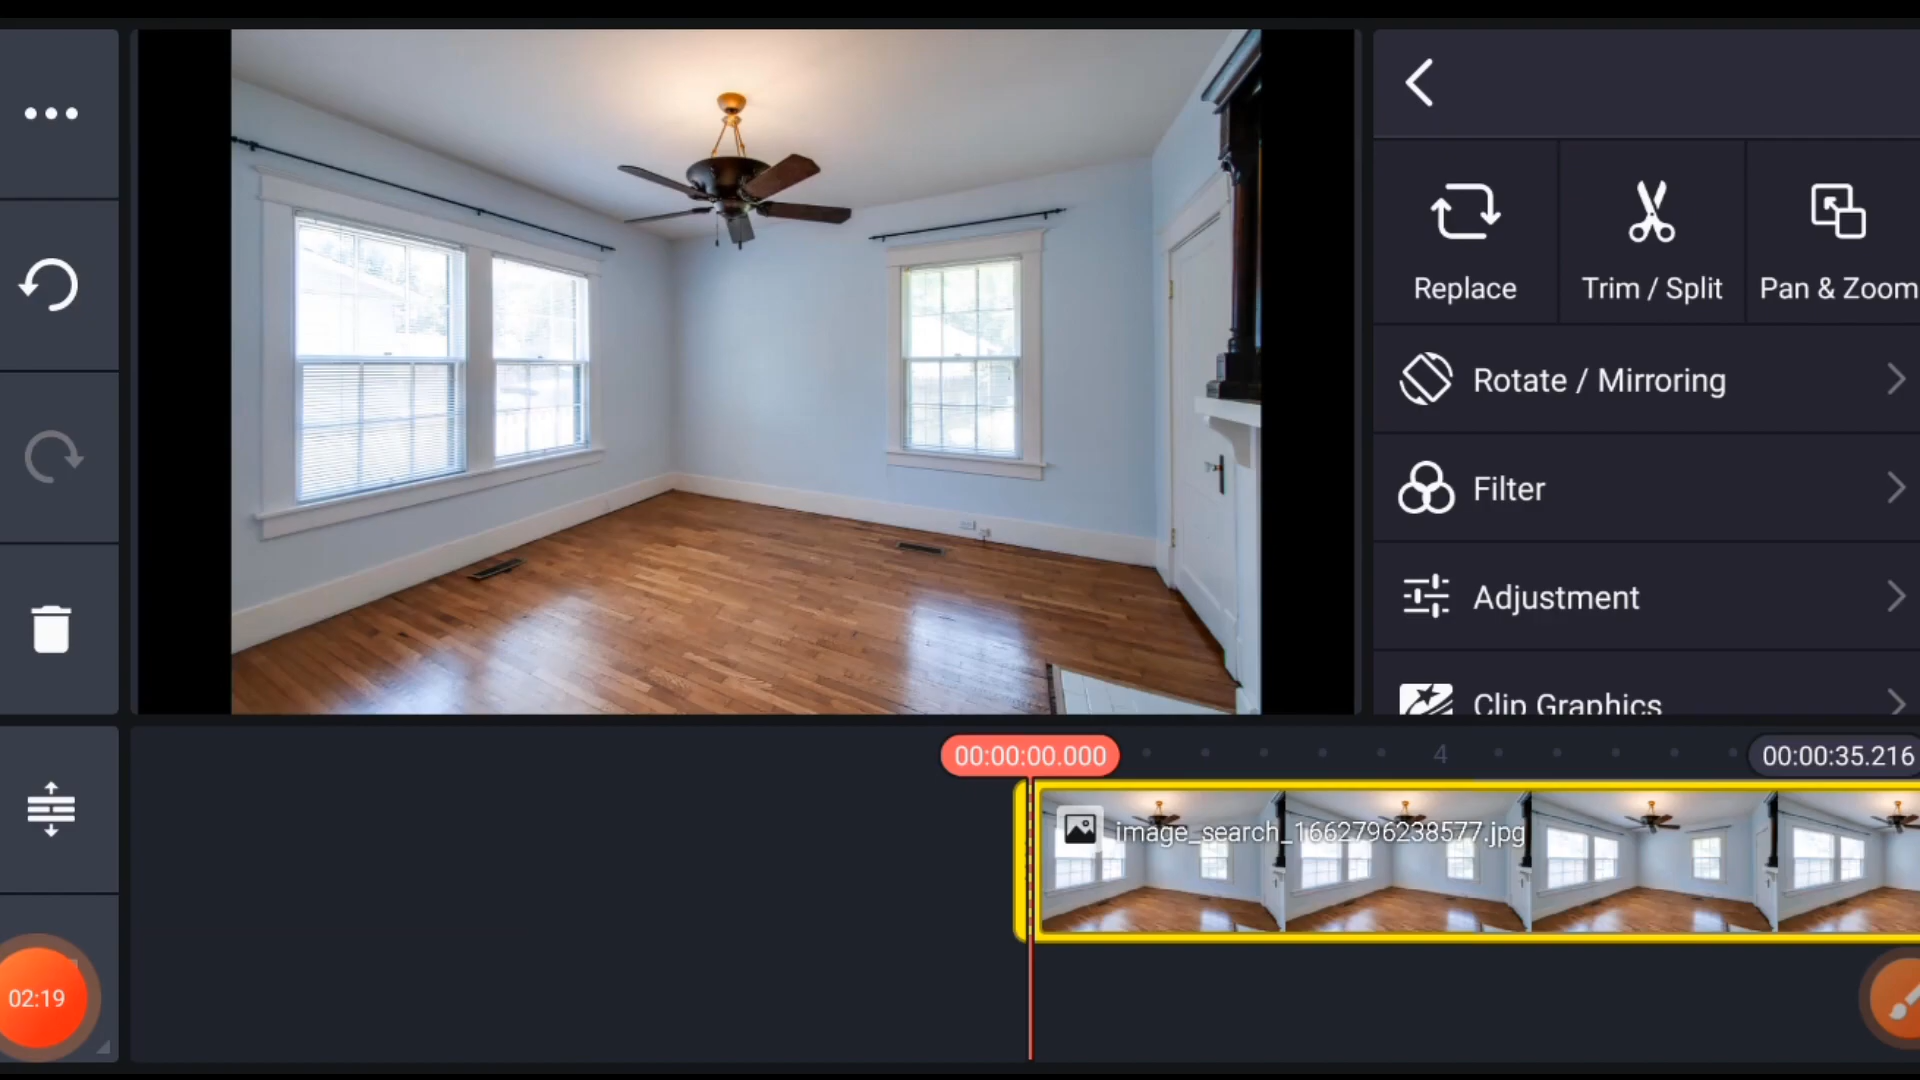 Replace
Trim / Split
Pan & Zoom
Rotate / Mirroring
Filter
Adjustment
Clip Graphics
00:00:00.000
4
00:00:35.216
image_search_1662796238577.jpg
02:19